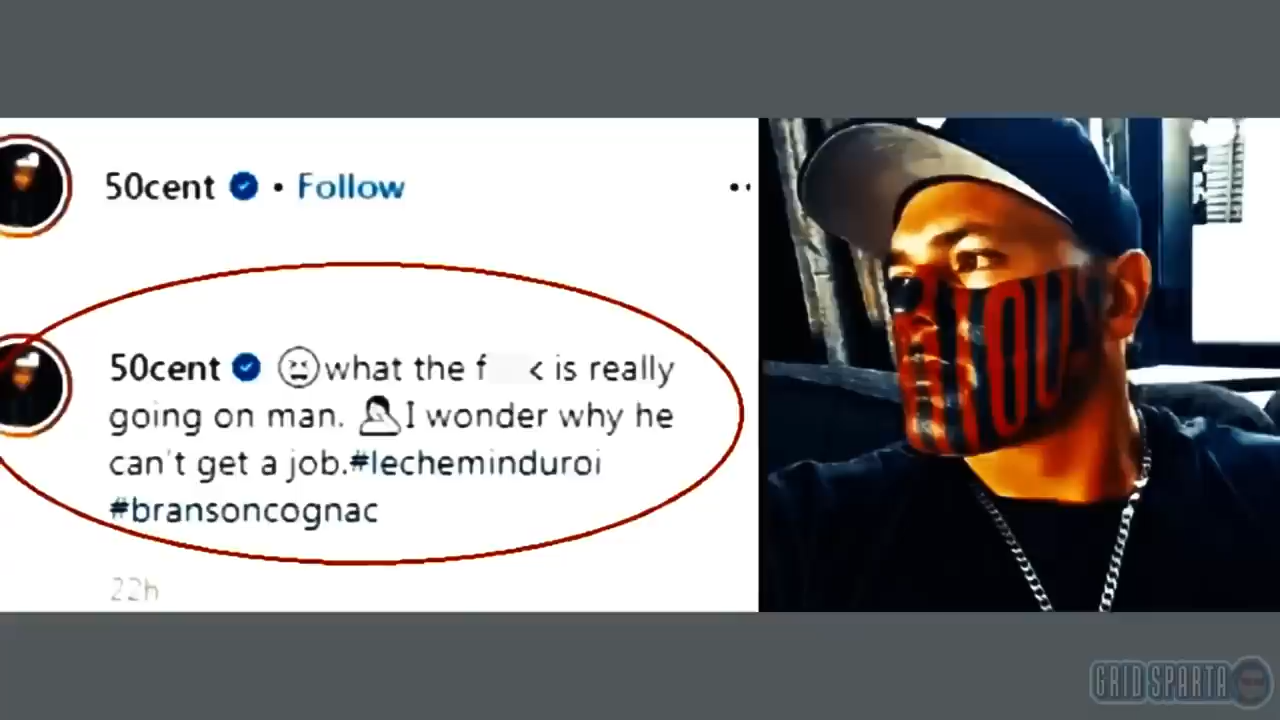 50cent • Follow
50cent what the f k is really
going on man. I wonder why he
can't get a job.#lechemínduroi
#bransoncognac
22h
GRID SPARTA